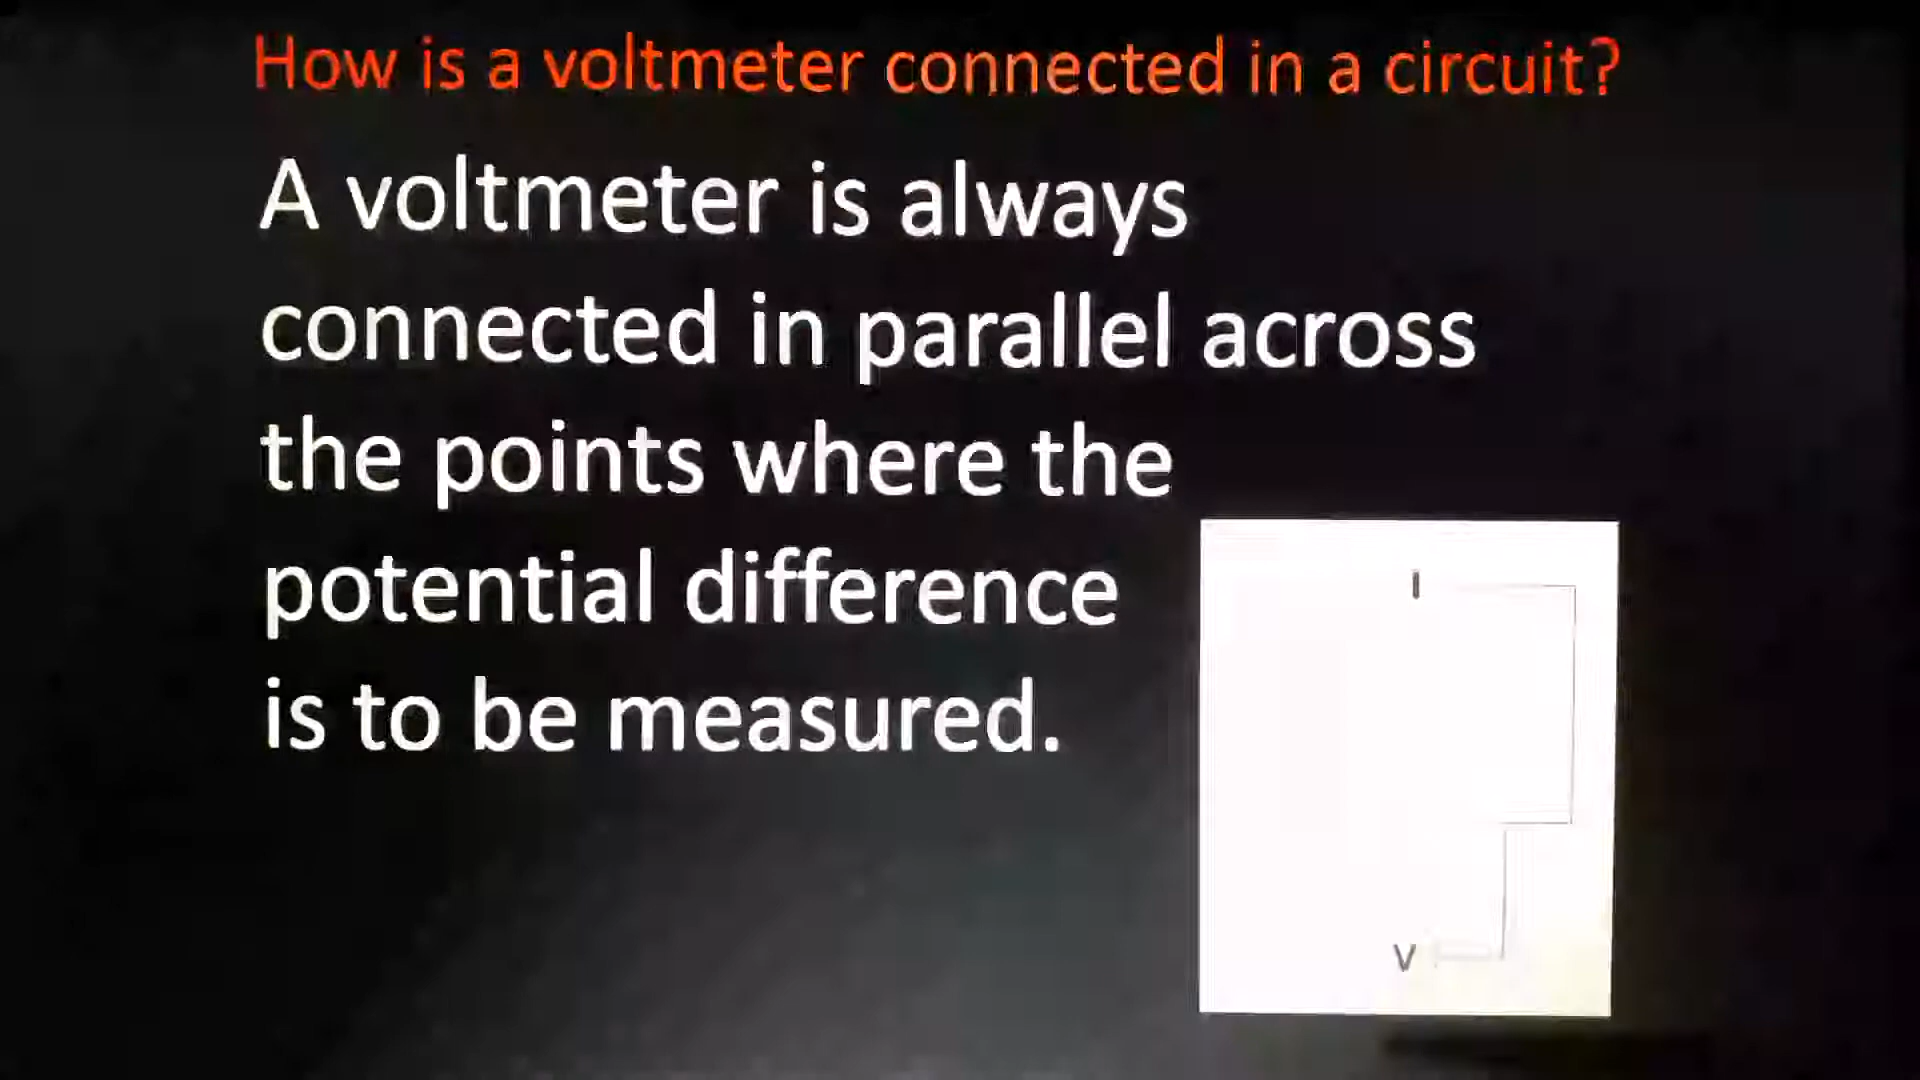 How is a voltmeter connected in a circuit?
A voltmeter is always
connected in parallel across
the points where the
potential difference
is to be measured.
V